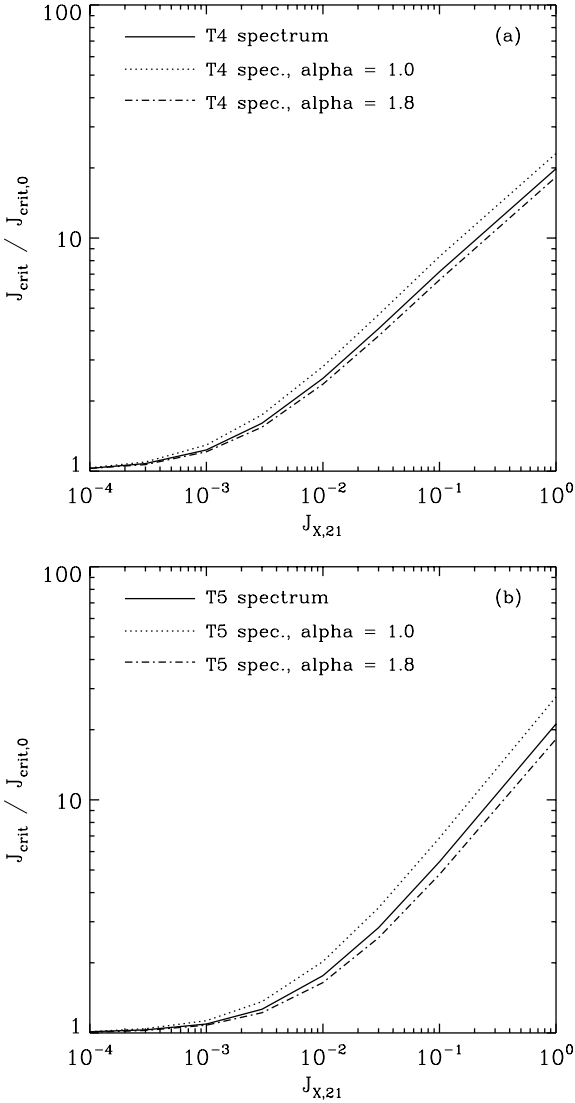 100
T4 spectrum
(a)
T4 spec., alpha = 1.0
T4 spec., alpha = 1.8
J_crit / J_crit,0
10
1
10^-4 10^-3 10^-2 10^-1 10^0
J_X,21
100
T5 spectrum
(b)
T5 spec., alpha = 1.0
T5 spec., alpha = 1.8
J_crit / J_crit,0
10
1
10^-4 10^-3 10^-2 10^-1 10^0
J_X,21